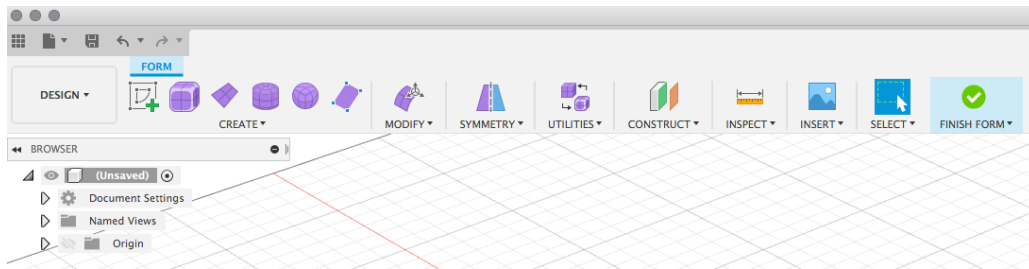 FORM
DESIGN
CREATE MODIFY SYMMETRY UTILITIES CONSTRUCT INSPECT INSERT SELECT FINISH FORM
BROWSER
(Unsaved)
Document Settings
Named Views
Origin